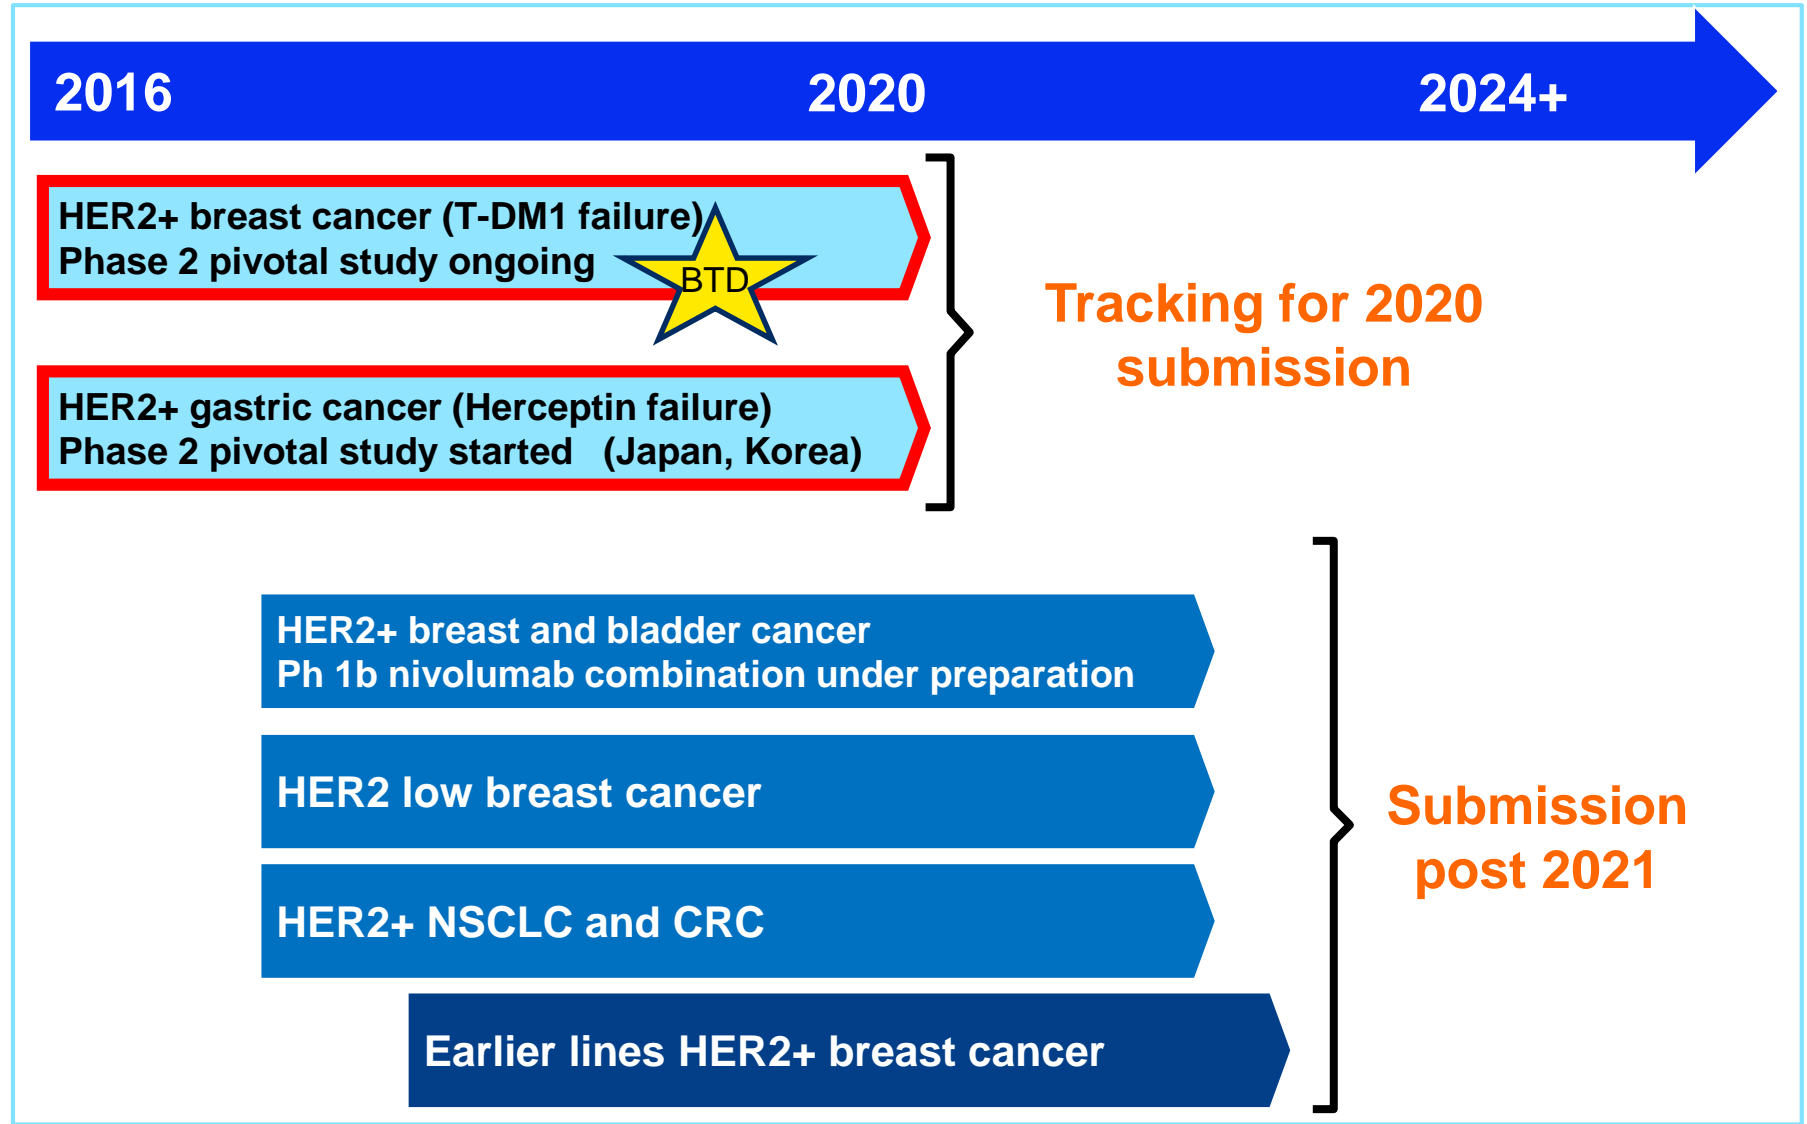 2016 2020 2024+
HER2+ breast cancer (T-DM1 failure)
Phase 2 pivotal study ongoing
BTD
HER2+ gastric cancer (Herceptin failure)
Phase 2 pivotal study started (Japan, Korea)
Tracking for 2020
submission
HER2+ breast and bladder cancer
Ph 1b nivolumab combination under preparation
HER2 low breast cancer
HER2+ NSCLC and CRC
Earlier lines HER2+ breast cancer
Submission
post 2021